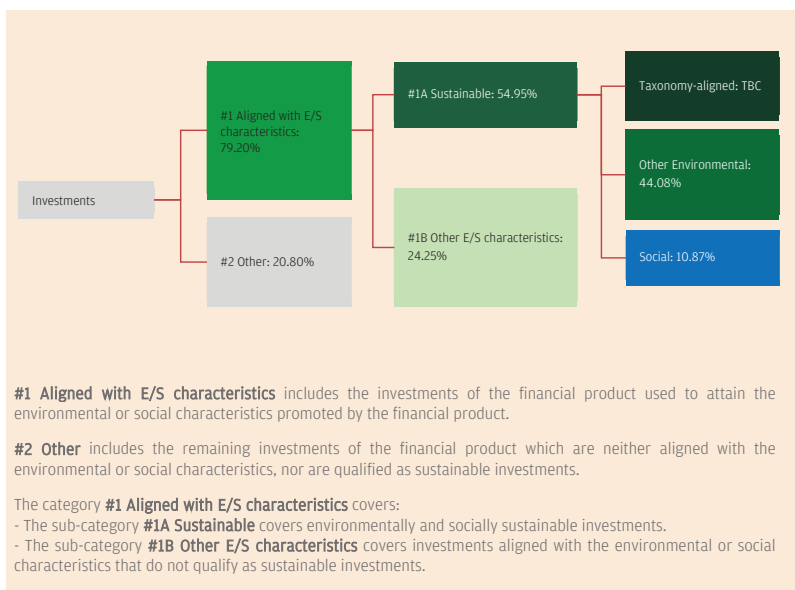 Investments
#1 Aligned with E/S
characteristics:
79.20%
#2 Other: 20.80%
#1A Sustainable: 54.95%
#1B Other E/S characteristics:
24.25%
Taxonomy-aligned: TBC
Other Environmental:
44.08%
Social: 10.87%
#1 Aligned with E/S characteristics includes the investments of the financial product used to attain the
environmental or social characteristics promoted by the financial product.
#2 Other includes the remaining investments of the financial product which are neither aligned with the
environmental or social characteristics, nor are qualified as sustainable investments.
The category #1 Aligned with E/S characteristics covers:
- The sub-category #1A Sustainable covers environmentally and socially sustainable investments.
- The sub-category #1B Other E/S characteristics covers investments aligned with the environmental or social
characteristics that do not qualify as sustainable investments.